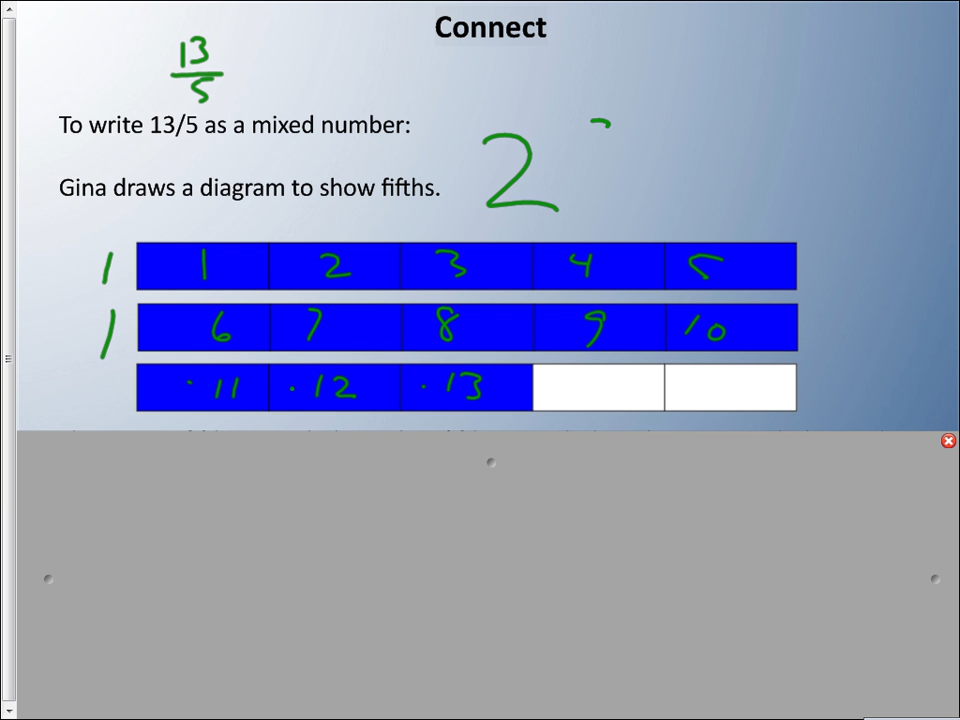 Connect
13
5
To write 13/5 as a mixed number:
2
Gina draws a diagram to show fifths.
1 1 2 3 4 5
1 6 7 8 9 10
11 12 13